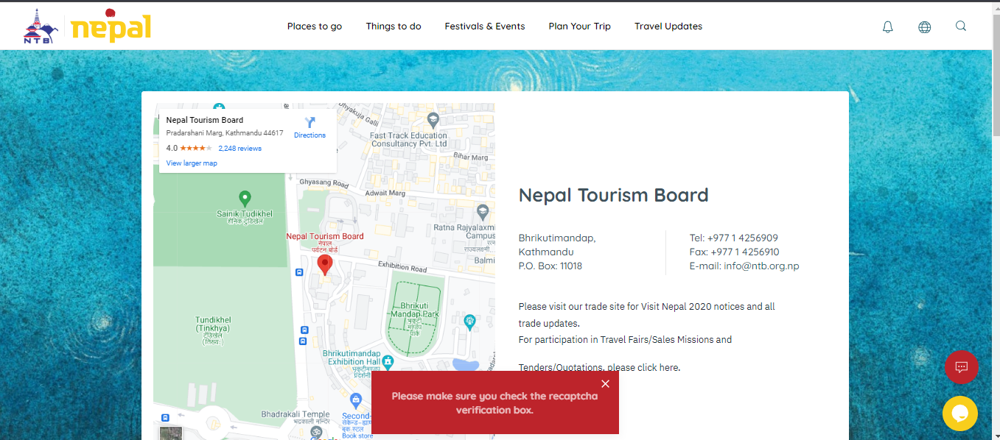 NTB
nepal
Places to go
Things to do
Festivals & Events
Plan Your Trip
Travel Updates
Nepal Tourism Board
Pradarshani Marg, Kathmandu 44617
4.0
2,248 reviews
View larger map
Directions
Dhyakuja Galli
Fast Track Education
Consultancy Pvt. Ltd
Bihar Marg
Ghyasang Road
Adwait Marg
Sainik Tudikhel
सैनिक टुँडिखेल
Ratna Rajyalaxmi
Campus
Nepal Tourism Board
नेपाल
पर्यटन बोर्ड
Balmi
Exhibition Road
Bhrikuti
Mandap Park
भृकुटी
मण्डप
पार्क
Tundikhel
(Tinkhya)
टुँडिखेल
(तिंख्यः)
Bhrikutimandap
Exhibition Hall
Bhadrakali Temple
भद्रकाली मन्दिर
Second-
बुक स्टल
Book store
Nepal Tourism Board
Bhrikutimandap,
Kathmandu
P.O. Box: 11018
Tel: +977 1 4256909
Fax: +977 1 4256910
E-mail: info@ntb.org.np
Please visit our trade site for Visit Nepal 2020 notices and all
trade updates.
For participation in Travel Fairs/Sales Missions and
Tenders/Quotations, please click here.
Please make sure you check the recaptcha
verification box.